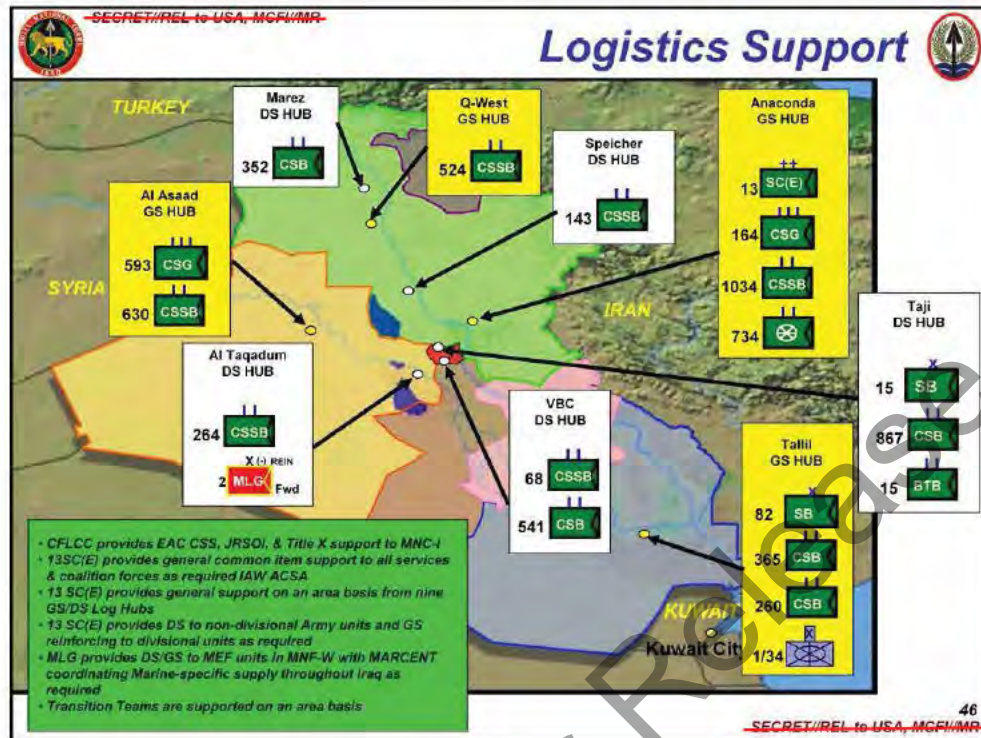 SECRET//REL to USA, MCFI//MR
Logistics Support
TURKEY
SYRIA
IRAN
KUWAIT
Kuwait City
Marez
DS HUB
352 CSB
Q-West
GS HUB
524 CSSB
Speicher
DS HUB
143 CSSB
Anaconda
GS HUB
++
13 SC(E)
164 CSG
1034 CSSB
734
Al Asaad
GS HUB
593 CSG
630 CSSB
Al Taqadum
DS HUB
264 CSSB
X (-) REIN
2 MLG Fwd
VBC
DS HUB
68 CSSB
541 CSB
Taji
DS HUB
X
15 SB
867 CSB
15 BTB
Tallil
GS HUB
X
82 SB
365 CSB
260 CSB
X
1/34
• CFLCC provides EAC CSS, JRSOI, & Title X support to MNC-I
• 13SC(E) provides general common item support to all services
& coalition forces as required IAW ACSA
• 13 SC(E) provides general support on an area basis from nine
GS/DS Log Hubs
• 13 SC(E) provides DS to non-divisional Army units and GS
reinforcing to divisional units as required
• MLG provides DS/GS to MEF units in MNF-W with MARCENT
coordinating Marine-specific supply throughout Iraq as
required
• Transition Teams are supported on an area basis
Release
46
SECRET//REL to USA, MCFI//MR